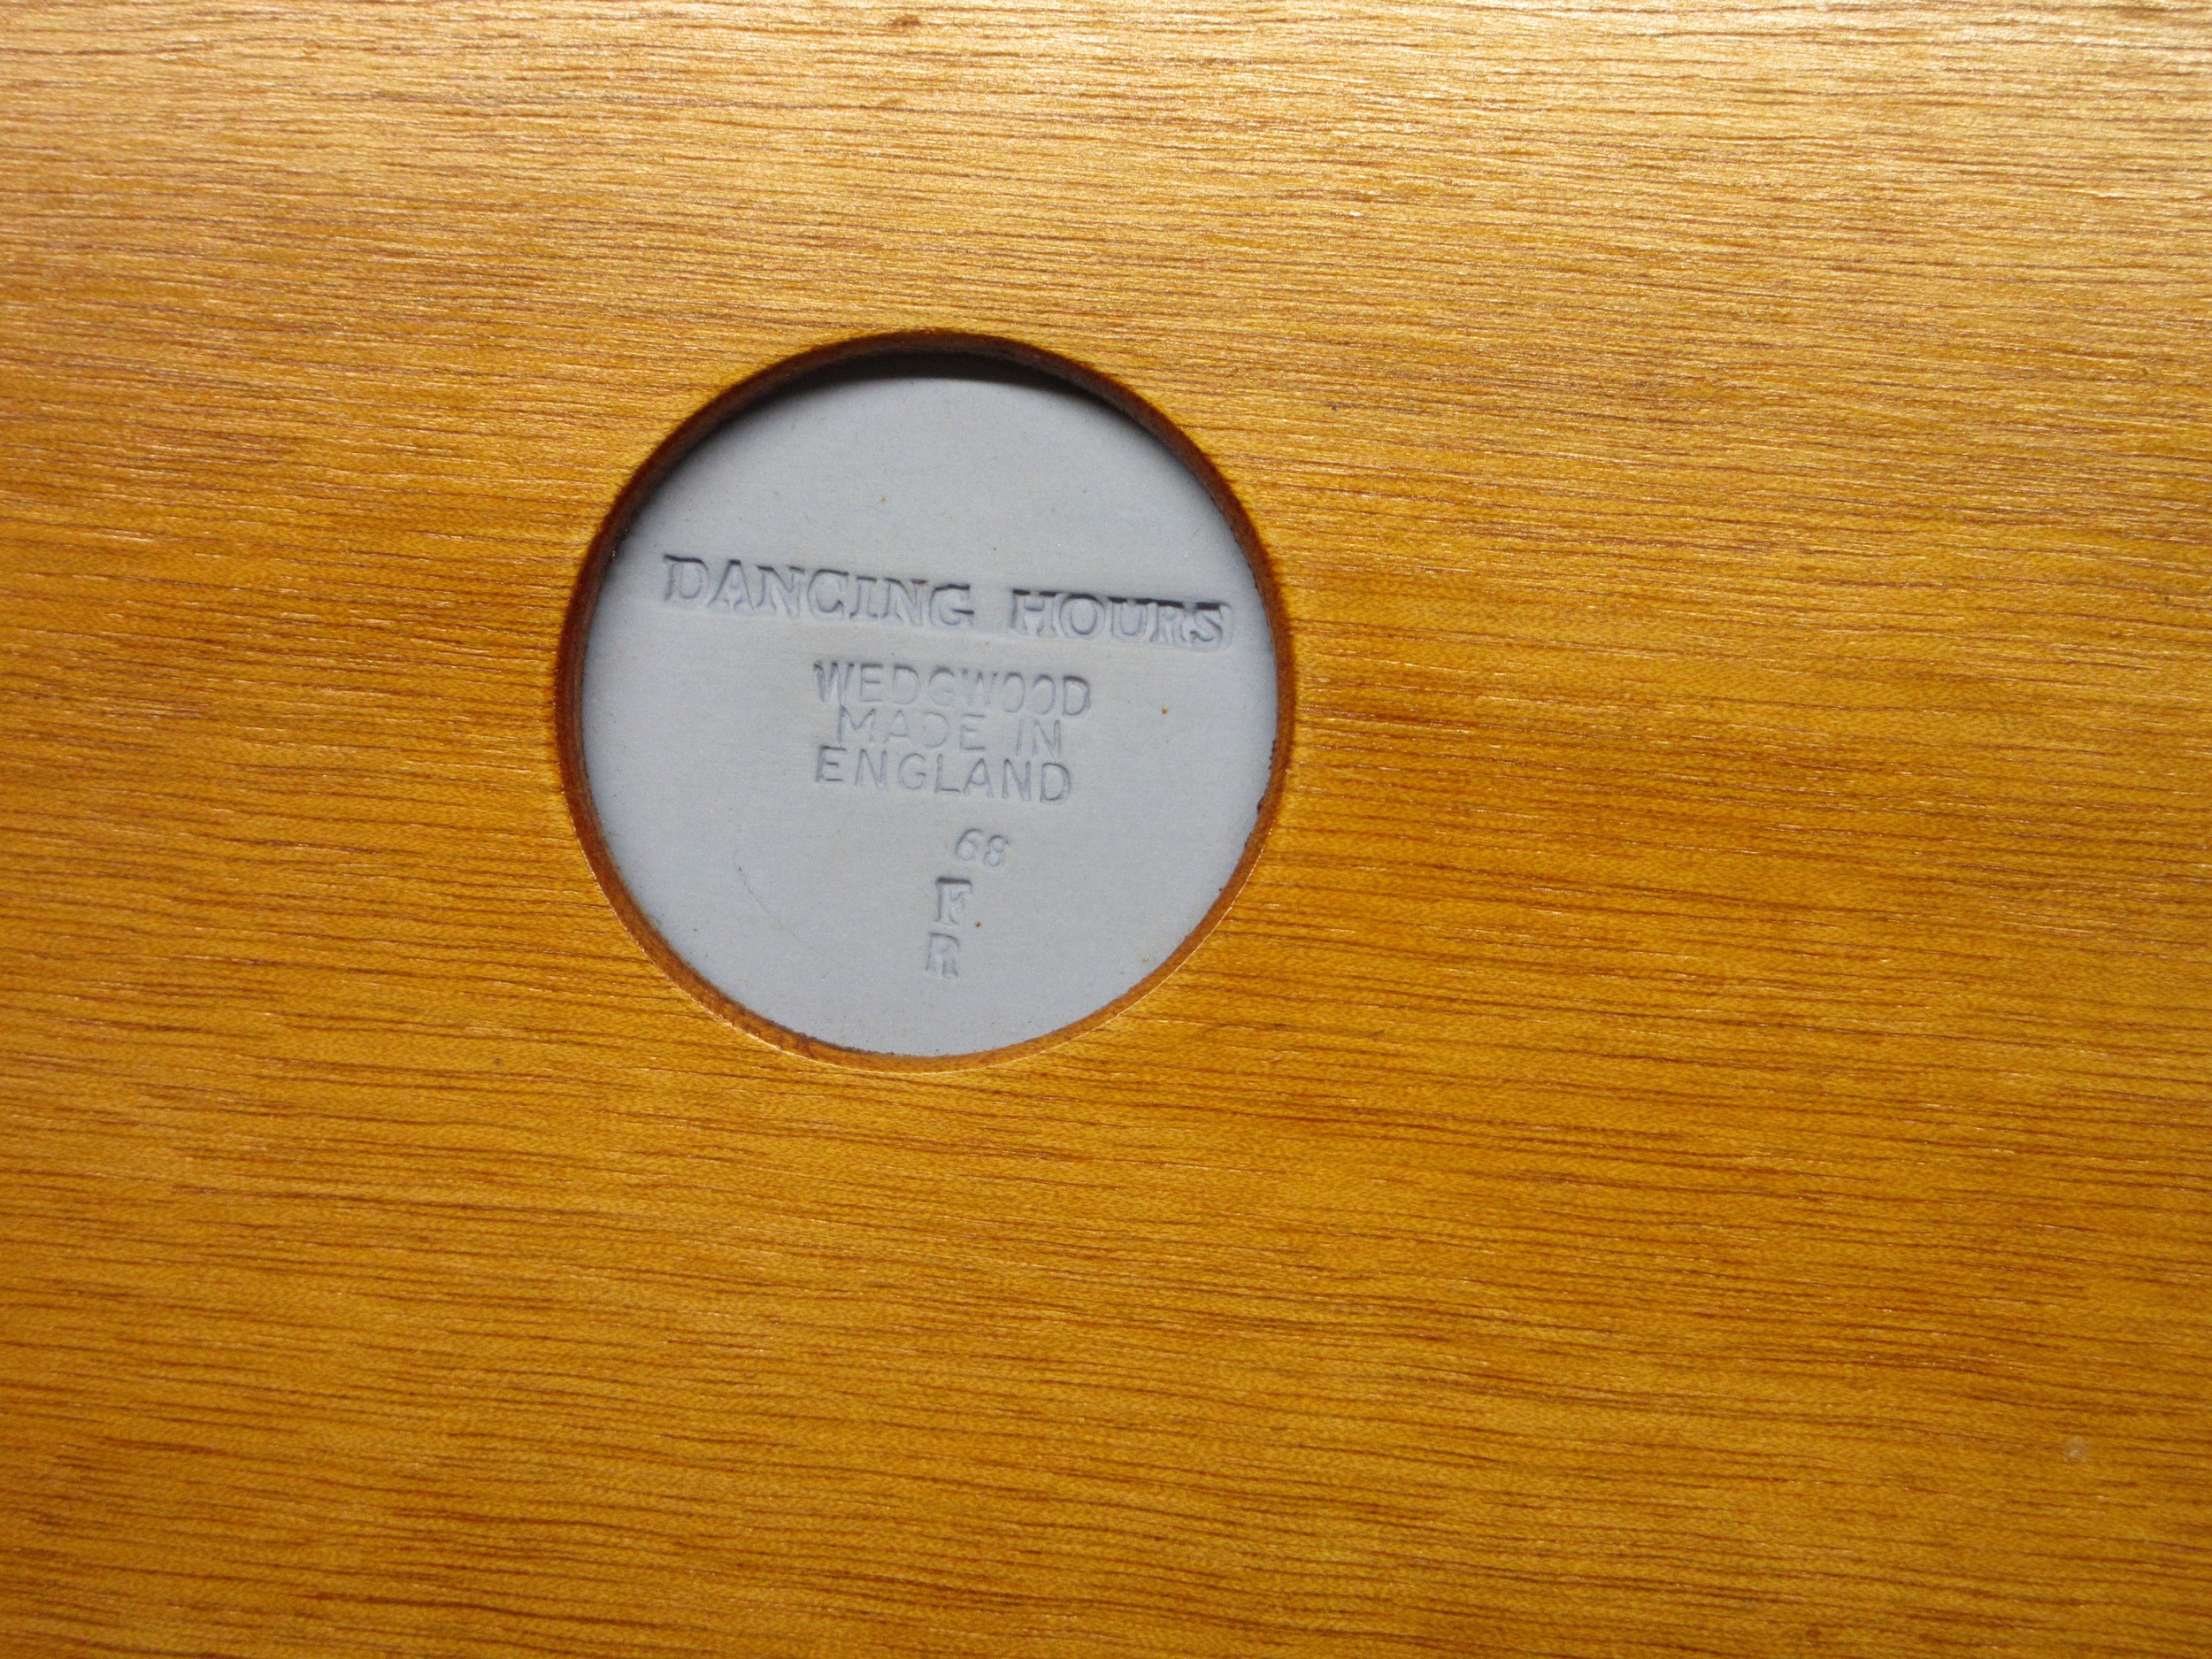 DANCING HOURS
WEDGWOOD
MADE IN
ENGLAND
68
F
R